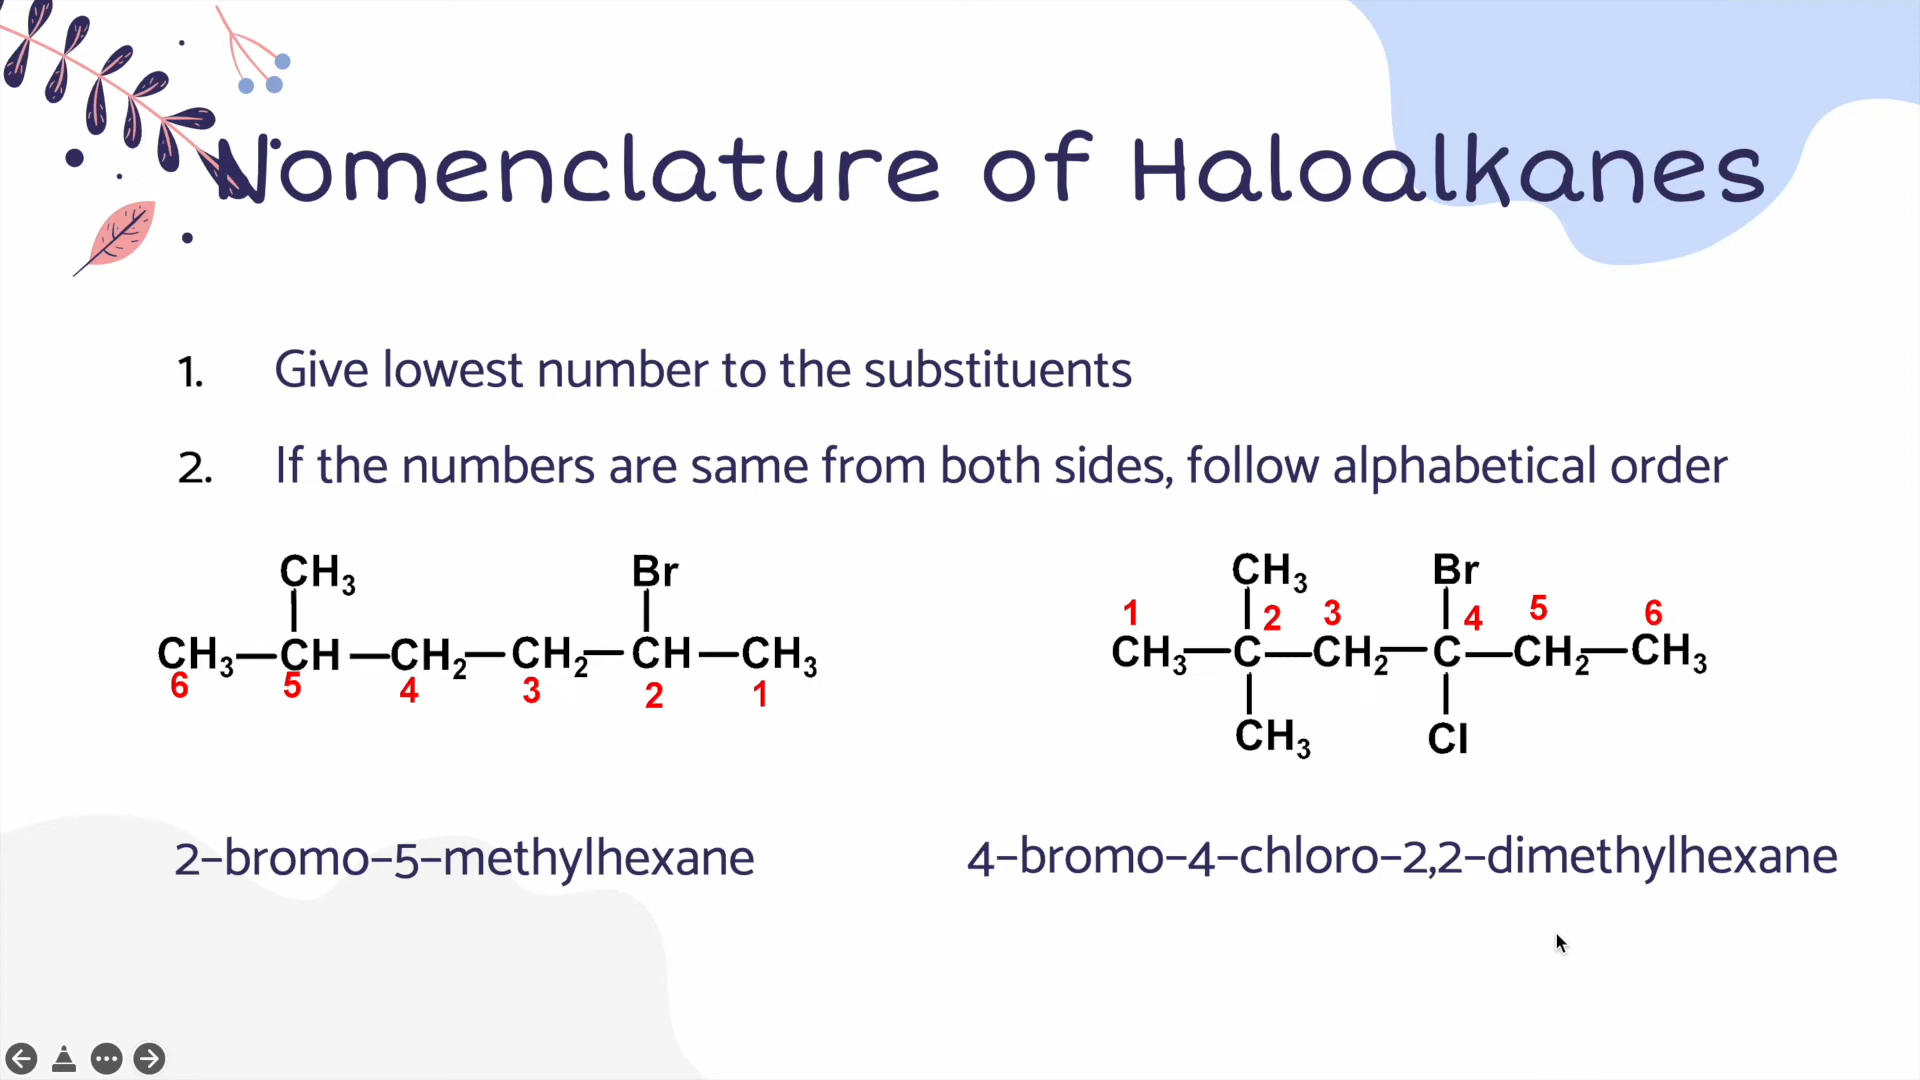 Nomenclature of Haloalkanes
1. Give lowest number to the substituents
2. If the numbers are same from both sides, follow alphabetical order
CH₃ Br
CH₃—CH—CH₂—CH₂—CH—CH₃
6 5 4 3 2 1
CH₃ Br
1 2 3 4 5 6
CH₃—C—CH₂—C—CH₂—CH₃
CH₃ Cl
2-bromo-5-methylhexane
4-bromo-4-chloro-2,2-dimethylhexane